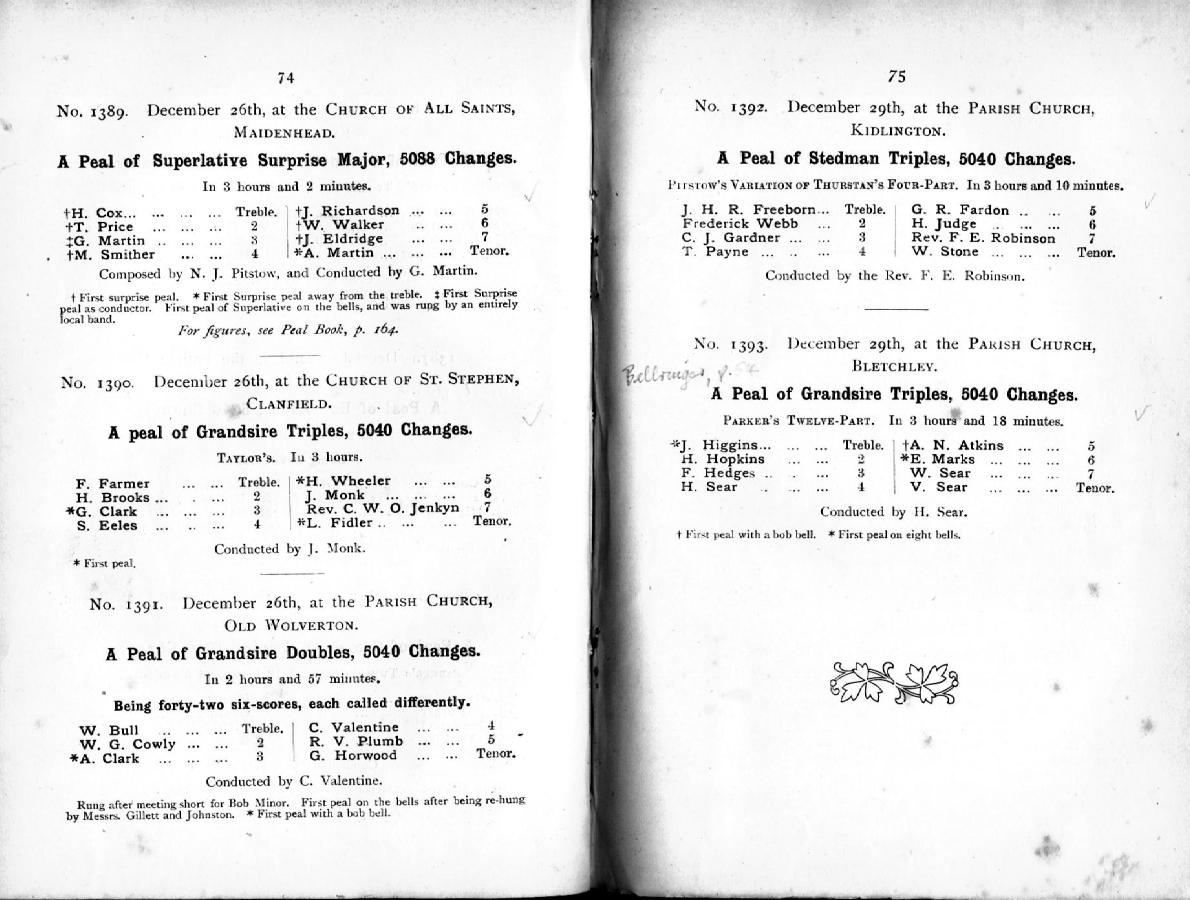 74
No. 1389. December 26th, at the Church of All Saints,
Maidenhead.
A Peal of Superlative Surprise Major, 5088 Changes.
In 3 hours and 2 minutes.
†H. Cox... ... ... ... Treble. †J. Richardson ... ... 5
†T. Price ... ... ... 2 †W. Walker ... ... 6
‡G. Martin ... ... ... 3 †J. Eldridge ... ... 7
†M. Smither ... ... 4 *A. Martin ... ... ... Tenor.
Composed by N. J. Pitstow, and Conducted by G. Martin.
† First surprise peal. * First Surprise peal away from the treble. ‡ First Surprise
peal as conductor. First peal of Superlative on the bells, and was rung by an entirely
local band.
For figures, see Peal Book, p. 164.
No. 1390. December 26th, at the Church of St. Stephen,
Clanfield.
A peal of Grandsire Triples, 5040 Changes.
Taylor's. In 3 hours.
F. Farmer ... ... Treble. *H. Wheeler ... ... 5
H. Brooks ... ... ... 2 J. Monk ... ... ... 6
*G. Clark ... ... ... 3 Rev. C. W. O. Jenkyn 7
S. Eeles ... ... ... 4 *L. Fidler ... ... ... Tenor.
Conducted by J. Monk.
* First peal.
No. 1391. December 26th, at the Parish Church,
Old Wolverton.
A Peal of Grandsire Doubles, 5040 Changes.
In 2 hours and 57 minutes.
Being forty-two six-scores, each called differently.
W. Bull ... ... ... Treble. C. Valentine ... ... 4
W. G. Cowly ... ... 2 R. V. Plumb ... ... 5
*A. Clark ... ... ... 3 G. Horwood ... ... Tenor.
Conducted by C. Valentine.
Rung after meeting short for Bob Minor. First peal on the bells after being re-hung
by Messrs. Gillett and Johnston. * First peal with a bob bell.
75
No. 1392. December 29th, at the Parish Church,
Kidlington.
A Peal of Stedman Triples, 5040 Changes.
Pitstow's Variation of Thurstan's Four-Part. In 3 hours and 10 minutes.
J. H. R. Freeborn... Treble. G. R. Fardon ... ... 5
Frederick Webb ... 2 H. Judge ... ... ... 6
C. J. Gardner ... ... 3 Rev. F. E. Robinson 7
T. Payne ... ... ... 4 W. Stone ... ... ... Tenor.
Conducted by the Rev. F. E. Robinson.
No. 1393. December 29th, at the Parish Church,
Bletchley.
Bellringer, p.
A Peal of Grandsire Triples, 5040 Changes.
Parker's Twelve-Part. In 3 hours and 18 minutes.
*J. Higgins... ... ... Treble. †A. N. Atkins ... ... 5
H. Hopkins ... ... 2 *E. Marks ... ... ... 6
F. Hedges ... ... ... 3 W. Sear ... ... ... 7
H. Sear ... ... ... 4 V. Sear ... ... ... Tenor.
Conducted by H. Sear.
† First peal with a bob bell. * First peal on eight bells.